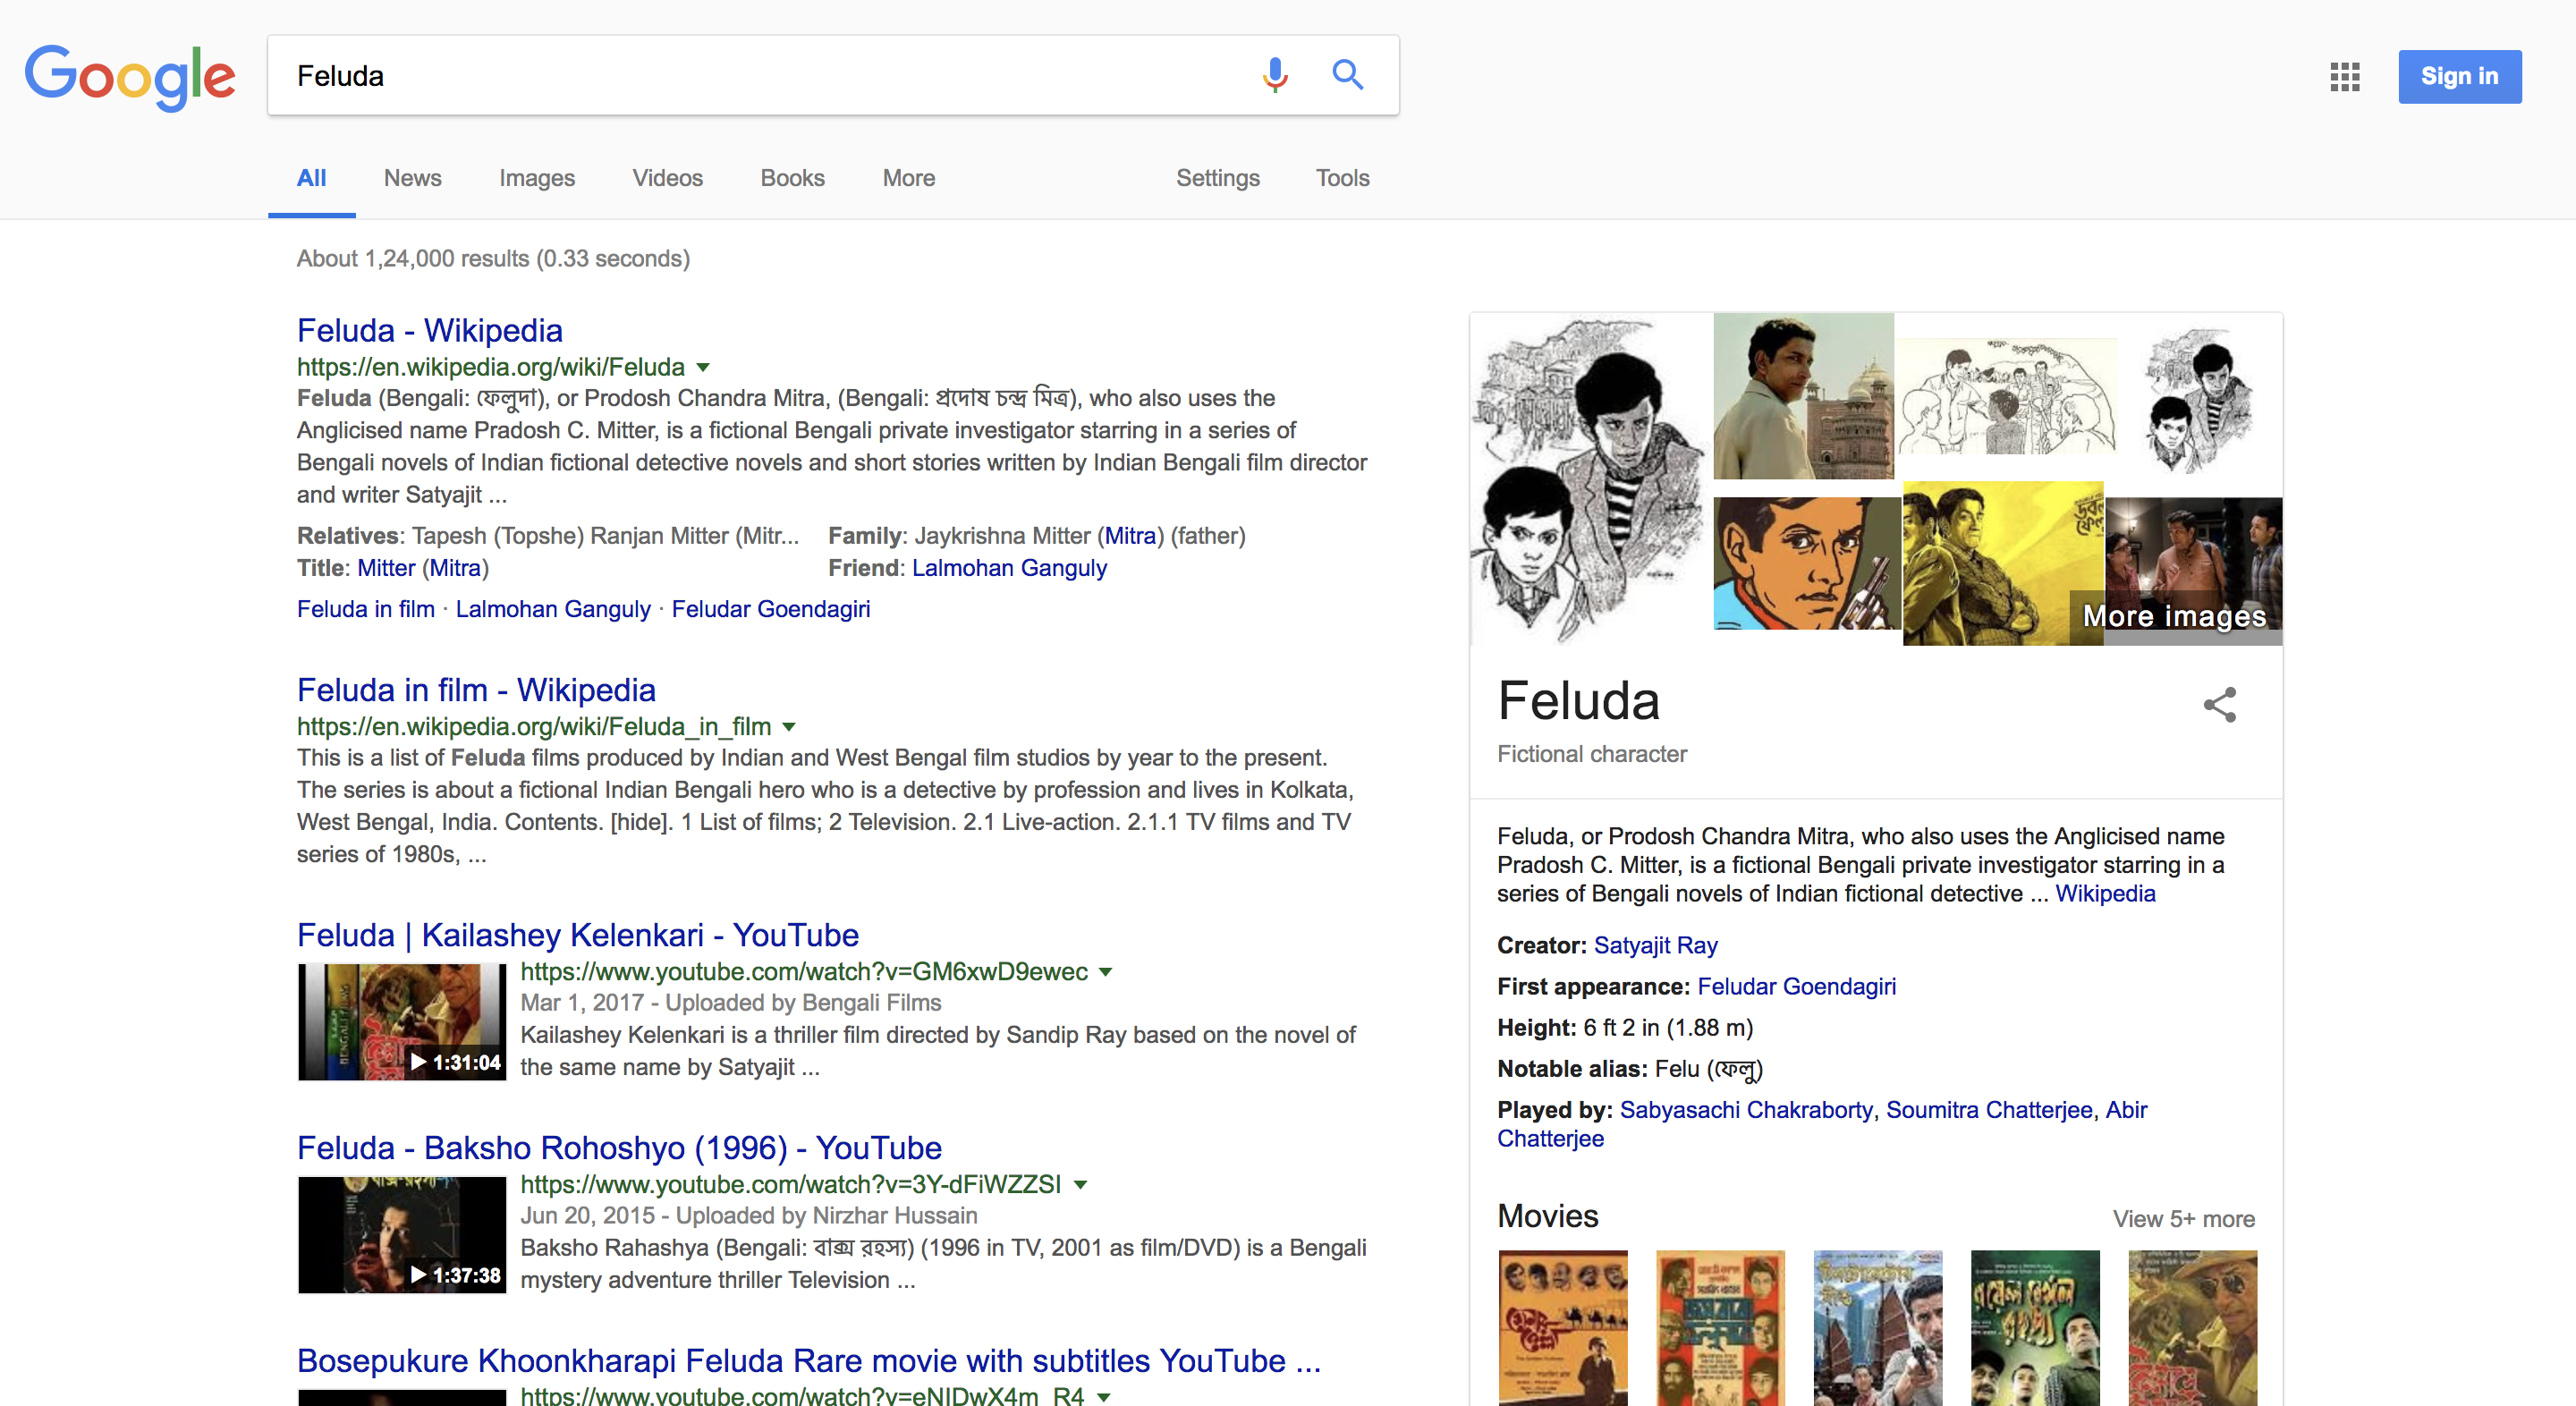 Google
Feluda
Sign in
All News Images Videos Books More Settings Tools
About 1,24,000 results (0.33 seconds)
Feluda - Wikipedia
https://en.wikipedia.org/wiki/Feluda
Feluda (Bengali: ফেলুদা), or Prodosh Chandra Mitra, (Bengali: প্রদোষ চন্দ্র মিত্র), who also uses the
Anglicised name Pradosh C. Mitter, is a fictional Bengali private investigator starring in a series of
Bengali novels of Indian fictional detective novels and short stories written by Indian Bengali film director
and writer Satyajit ...
Relatives: Tapesh (Topshe) Ranjan Mitter (Mitr... Family: Jaykrishna Mitter (Mitra) (father)
Title: Mitter (Mitra) Friend: Lalmohan Ganguly
Feluda in film · Lalmohan Ganguly · Feludar Goendagiri
Feluda in film - Wikipedia
https://en.wikipedia.org/wiki/Feluda_in_film
This is a list of Feluda films produced by Indian and West Bengal film studios by year to the present.
The series is about a fictional Indian Bengali hero who is a detective by profession and lives in Kolkata,
West Bengal, India. Contents. [hide]. 1 List of films; 2 Television. 2.1 Live-action. 2.1.1 TV films and TV
series of 1980s, ...
Feluda | Kailashey Kelenkari - YouTube
https://www.youtube.com/watch?v=GM6xwD9ewec
Mar 1, 2017 - Uploaded by Bengali Films
Kailashey Kelenkari is a thriller film directed by Sandip Ray based on the novel of
the same name by Satyajit ...
1:31:04
Feluda - Baksho Rohoshyo (1996) - YouTube
https://www.youtube.com/watch?v=3Y-dFiWZZSI
Jun 20, 2015 - Uploaded by Nirzhar Hussain
Baksho Rahashya (Bengali: বাক্স রহস্য) (1996 in TV, 2001 as film/DVD) is a Bengali
mystery adventure thriller Television ...
1:37:38
Bosepukure Khoonkharapi Feluda Rare movie with subtitles YouTube ...
https://www.youtube.com/watch?v=eNIDwX4m_R4
More images
Feluda
Fictional character
Feluda, or Prodosh Chandra Mitra, who also uses the Anglicised name
Pradosh C. Mitter, is a fictional Bengali private investigator starring in a
series of Bengali novels of Indian fictional detective ... Wikipedia
Creator: Satyajit Ray
First appearance: Feludar Goendagiri
Height: 6 ft 2 in (1.88 m)
Notable alias: Felu (ফেলু)
Played by: Sabyasachi Chakraborty, Soumitra Chatterjee, Abir
Chatterjee
Movies
View 5+ more